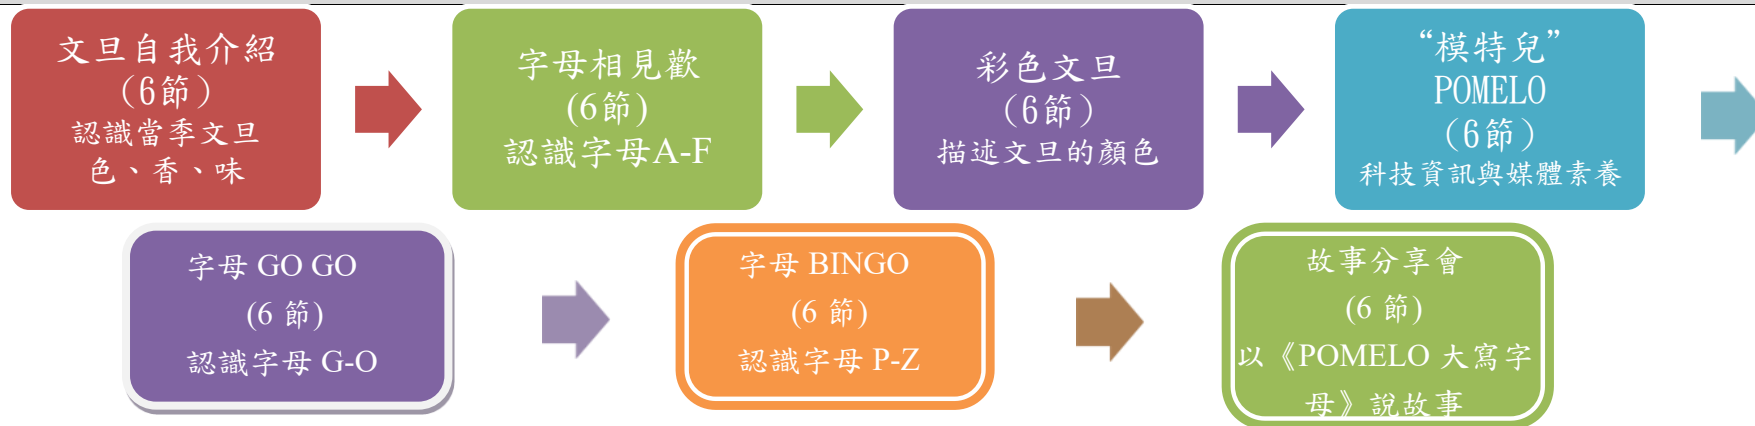 文旦自我介紹
（6節）
認識當季文旦
色、香、味
字母相見歡
(6節)
認識字母A-F
彩色文旦
（6節）
描述文旦的顏色
“模特兒”
POMELO
（6節）
科技資訊與媒體素養
字母 GO GO
(6 節)
認識字母 G-O
字母 BINGO
(6 節)
認識字母 P-Z
故事分享會
(6 節)
以《POMELO 大寫字
母》說故事